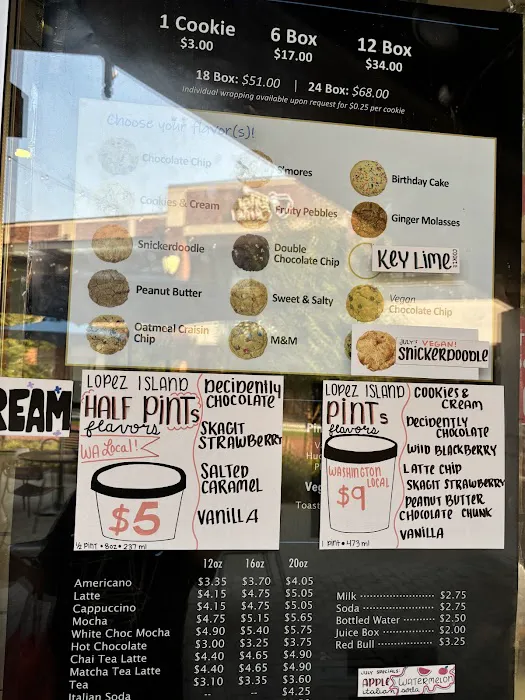 1 Cookie
$3.00
6 Box
$17.00
12 Box
$34.00
18 Box: $51.00 | 24 Box: $68.00
Individual wrapping available upon request for $0.25 per cookie
Choose your flavor(s)!
Chocolate Chip
S'mores
Birthday Cake
Cookies & Cream
Fruity Pebbles
Ginger Molasses
Snickerdoodle
Double
Chocolate Chip
KEY LIME
Peanut Butter
Sweet & Salty
Vegan
Chocolate Chip
Oatmeal Craisin
Chip
M&M
JULY VEGAN!
SNICKERDOODLE
REAM
LOPEZ ISLAND
HALF PINTs
flavors
WA Local!
$5
½ PINT • 8oz • 237 ml
DECIDENTLY
CHOCOLATE
SKAGIT
STRAWBERRY
SALTED
CARAMEL
VANILLA
LOPEZ ISLAND
PINTs
flavors
WASHINGTON
LOCAL
$9
1 PINT • 473 ml
COOKIES &
CREAM
DECIDENTLY
CHOCOLATE
WILD BLACKBERRY
LATTE CHIP
SKAGIT STRAWBERRY
PEANUT BUTTER
CHOCOLATE CHUNK
VANILLA
Toast
12oz 16oz 20oz
Americano $3.35 $3.70 $4.05
Latte $4.15 $4.75 $5.05
Cappuccino $4.15 $4.75 $5.05
Mocha $4.75 $5.15 $5.65
White Choc Mocha $4.90 $5.40 $5.75
Hot Chocolate $3.00 $3.25 $3.75
Chai Tea Latte $4.40 $4.65 $4.90
Matcha Tea Latte $4.40 $4.65 $4.90
Tea $3.10 $3.35 $3.60
Italian Soda -- -- $4.25
Milk $2.75
Soda $2.75
Bottled Water $2.50
Juice Box $2.00
Red Bull $3.25
JULY SPECIALS:
APPLE WATERMELON
italian soda